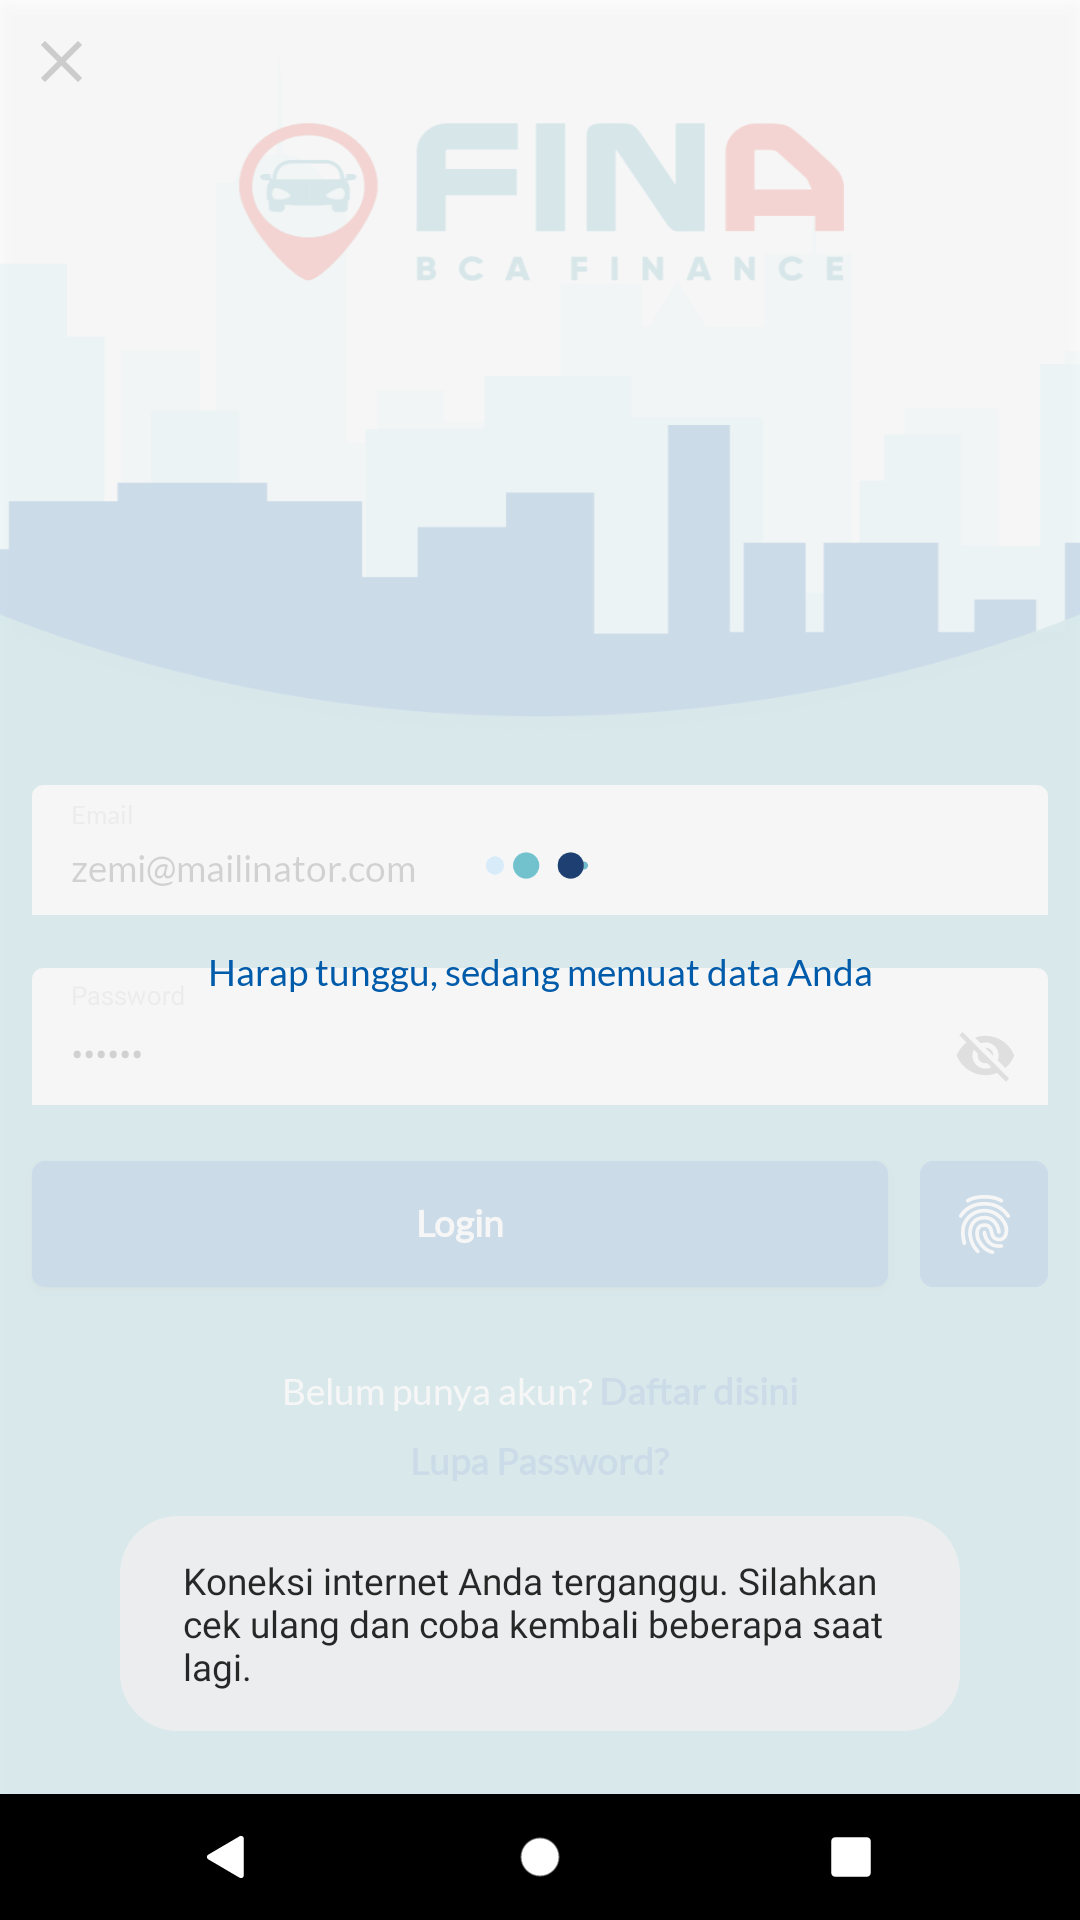 FINA
BCA FINANCE
Email
zemi@mailinator.com
Harap tunggu, sedang memuat data Anda
Password
••••••
Login
Belum punya akun? Daftar disini
Lupa Password?
Koneksi internet Anda terganggu. Silahkan
cek ulang dan coba kembali beberapa saat
lagi.